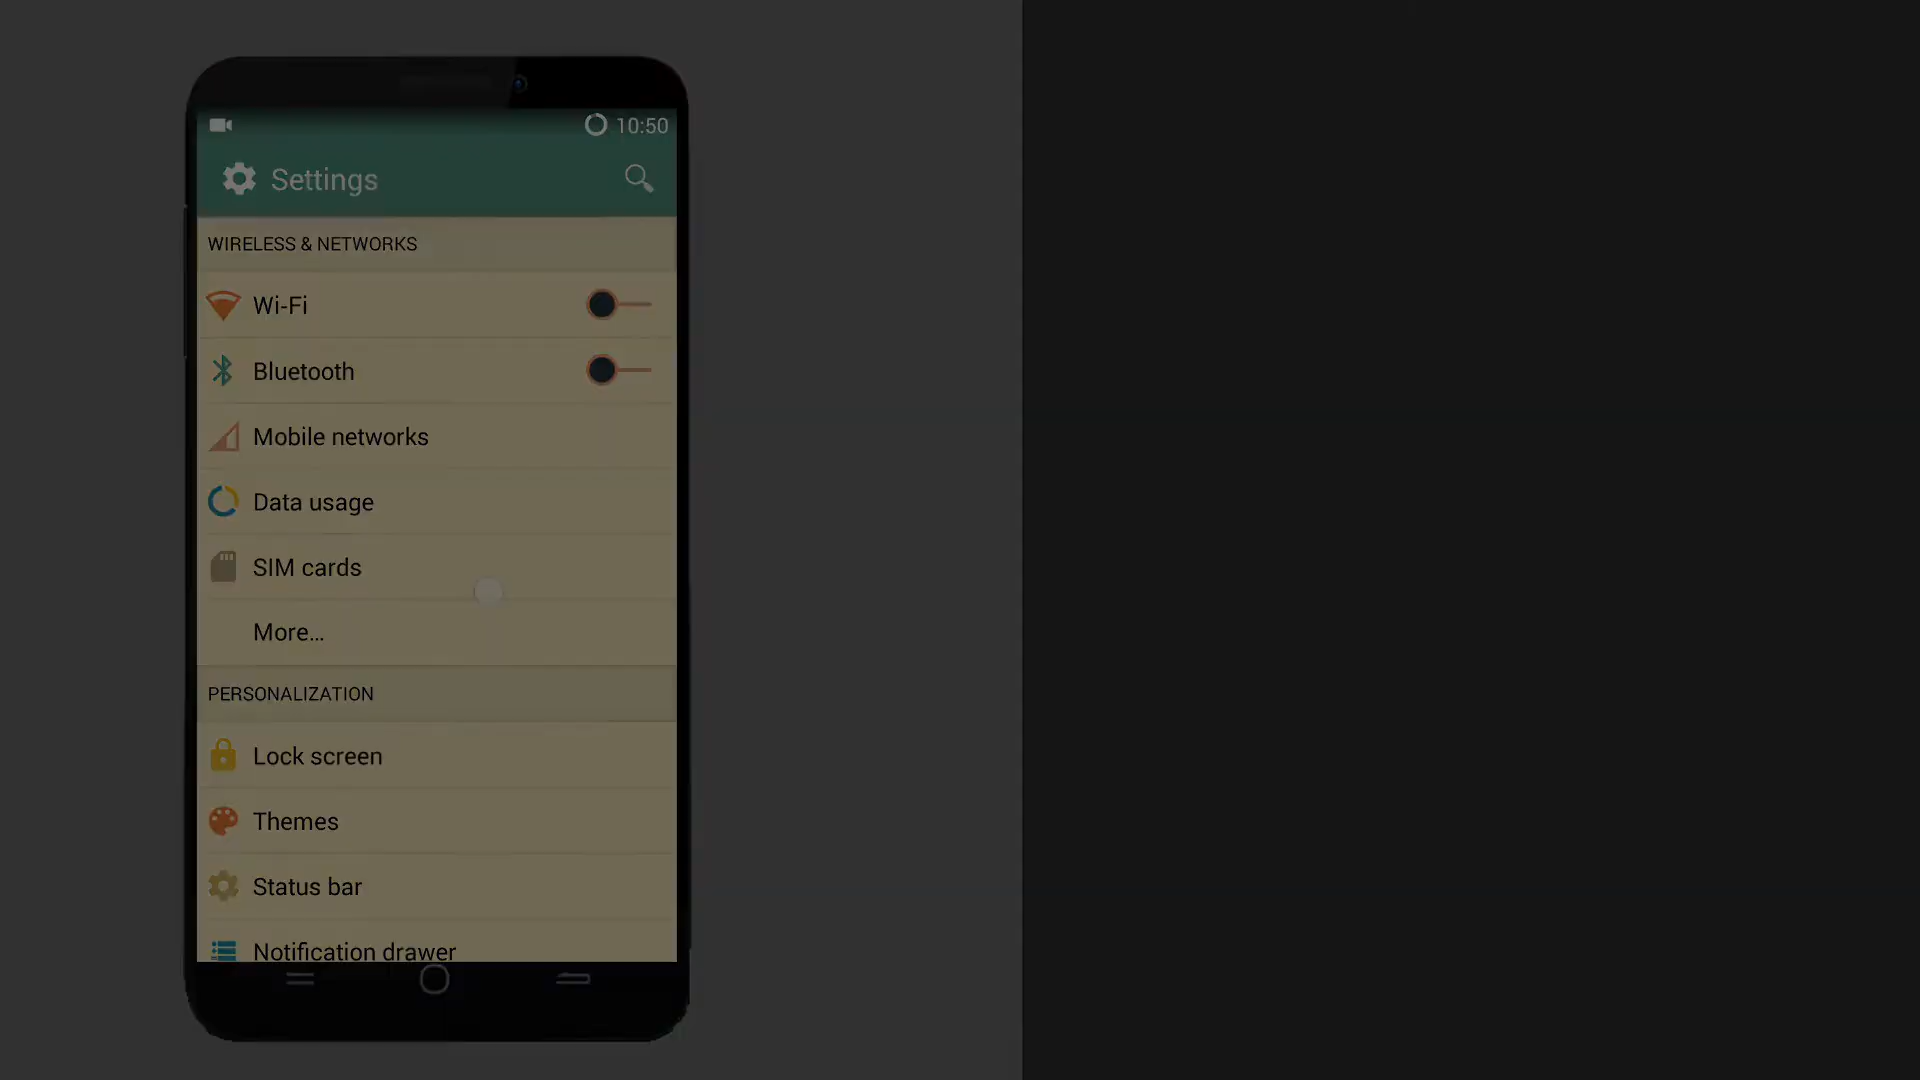 10:50
Settings
WIRELESS & NETWORKS
Wi-Fi
Bluetooth
Mobile networks
Data usage
SIM cards
More...
PERSONALIZATION
Lock screen
Themes
Status bar
Notification drawer